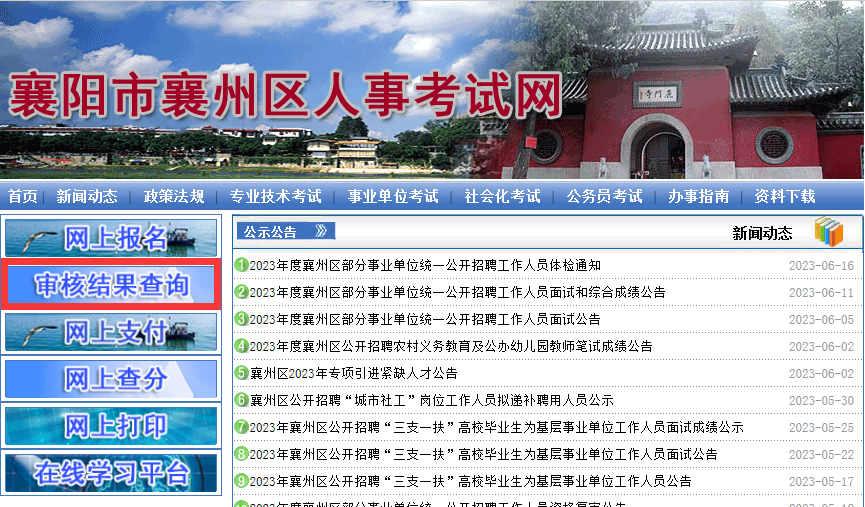 襄阳市襄州区人事考试网
首页| 新闻动态 | 政策法规 | 专业技术考试 | 事业单位考试 | 社会化考试 | 公务员考试 | 办事指南 | 资料下载
网上报名
审核结果查询
网上支付
网上查分
网上打印
在线学习平台
公示公告 》 新闻动态
1 2023年度襄州区部分事业单位统一公开招聘工作人员体检通知 2023-06-16
2 2023年度襄州区部分事业单位统一公开招聘工作人员面试和综合成绩公告 2023-06-11
3 2023年度襄州区部分事业单位统一公开招聘工作人员面试公告 2023-06-05
4 2023年度襄州区公开招聘农村义务教育及公办幼儿园教师笔试成绩公告 2023-06-02
5 襄州区2023年专项引进紧缺人才公告 2023-06-02
6 襄州区公开招聘“城市社工”岗位工作人员拟递补聘用人员公示 2023-05-30
7 2023年襄州区公开招聘“三支一扶”高校毕业生为基层事业单位工作人员面试成绩公示 2023-05-25
8 2023年襄州区公开招聘“三支一扶”高校毕业生为基层事业单位工作人员面试公告 2023-05-22
9 2023年襄州区公开招聘“三支一扶”高校毕业生为基层事业单位工作人员公告 2023-05-17